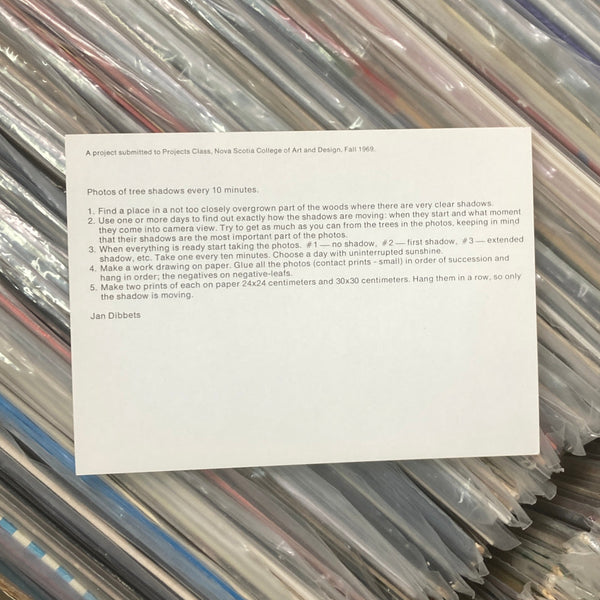 A project submitted to Projects Class, Nova Scotia College of Art and Design, Fall 1969.
Photos of tree shadows every 10 minutes.
1. Find a place in a not too closely overgrown part of the woods where there are very clear shadows.
2. Use one or more days to find out exactly how the shadows are moving: when they start and what moment
they come into camera view. Try to get as much as you can from the trees in the photos, keeping in mind
that their shadows are the most important part of the photos.
3. When everything is ready start taking the photos. #1 — no shadow, #2 — first shadow, #3 — extended
shadow, etc. Take one every ten minutes. Choose a day with uninterrupted sunshine.
4. Make a work drawing on paper. Glue all the photos (contact prints - small) in order of succession and
hang in order; the negatives on negative-leafs.
5. Make two prints of each on paper 24x24 centimeters and 30x30 centimeters. Hang them in a row, so only
the shadow is moving.
Jan Dibbets